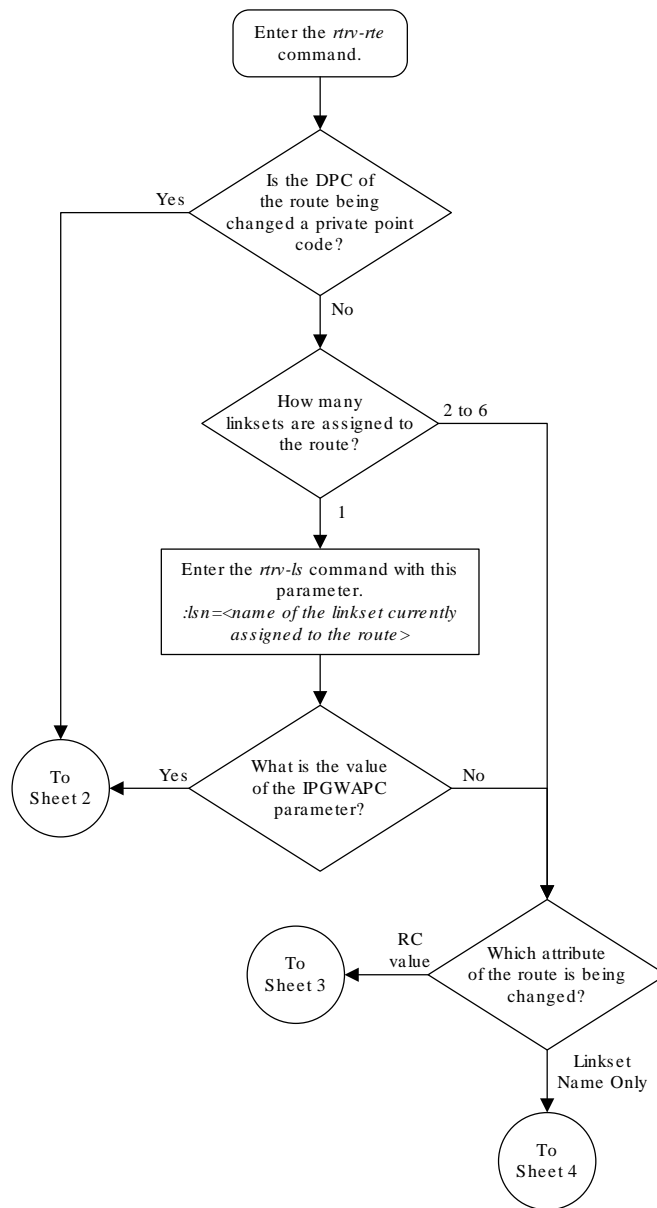 Enter the rtrv-rte
command.
Is the DPC of
the route being
changed a private point
code?
Yes
No
How many
linksets are assigned to
the route?
2 to 6
1
Enter the rtrv-ls command with this
parameter.
:lsn=<name of the linkset currently
assigned to the route>
To
Sheet 2
Yes
What is the value
of the IPGWAPC
parameter?
No
To
Sheet 3
RC
value
Which attribute
of the route is being
changed?
Linkset
Name Only
To
Sheet 4